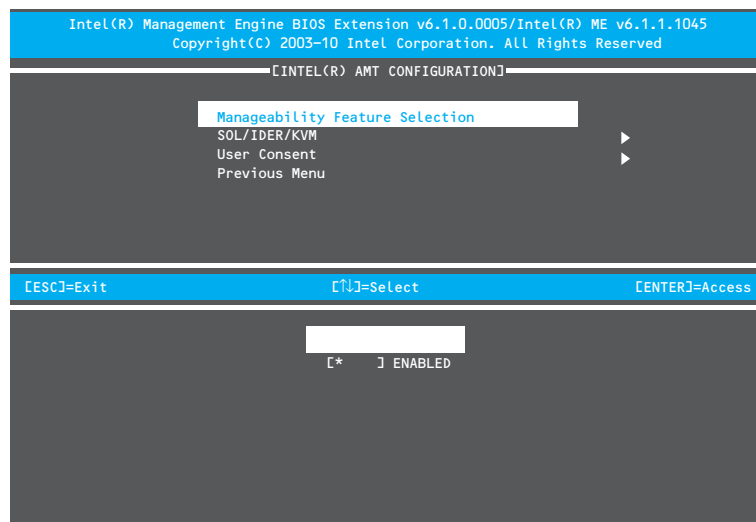 Intel(R) Management Engine BIOS Extension v6.1.0.0005/Intel(R) ME v6.1.1.1045
Copyright(C) 2003–10 Intel Corporation. All Rights Reserved
[INTEL(R) AMT CONFIGURATION]
Manageability Feature Selection
SOL/IDER/KVM
User Consent
Previous Menu
[ESC]=Exit [↑↓]=Select [ENTER]=Access
[* ] ENABLED